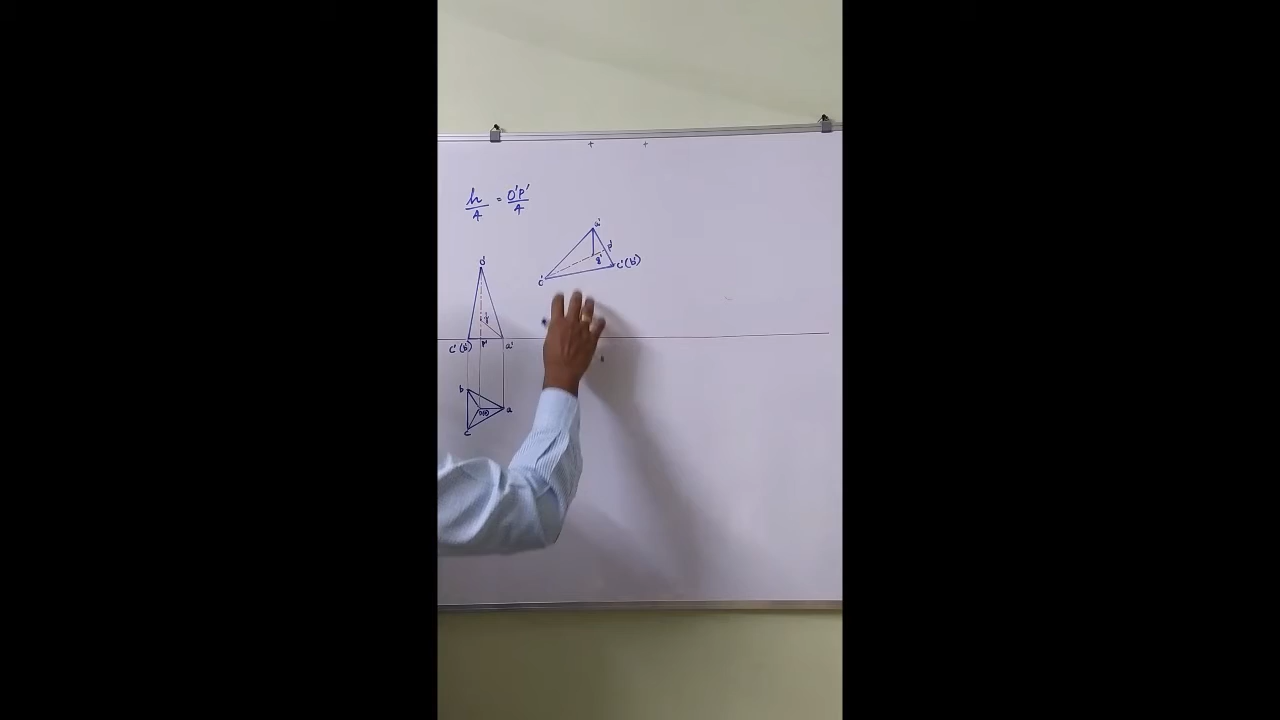 h/4 = o'p'/4
a'
p'
g'
c'(b')
o'
o'
g'
c'(b') p' a'
b
o(p) a
c